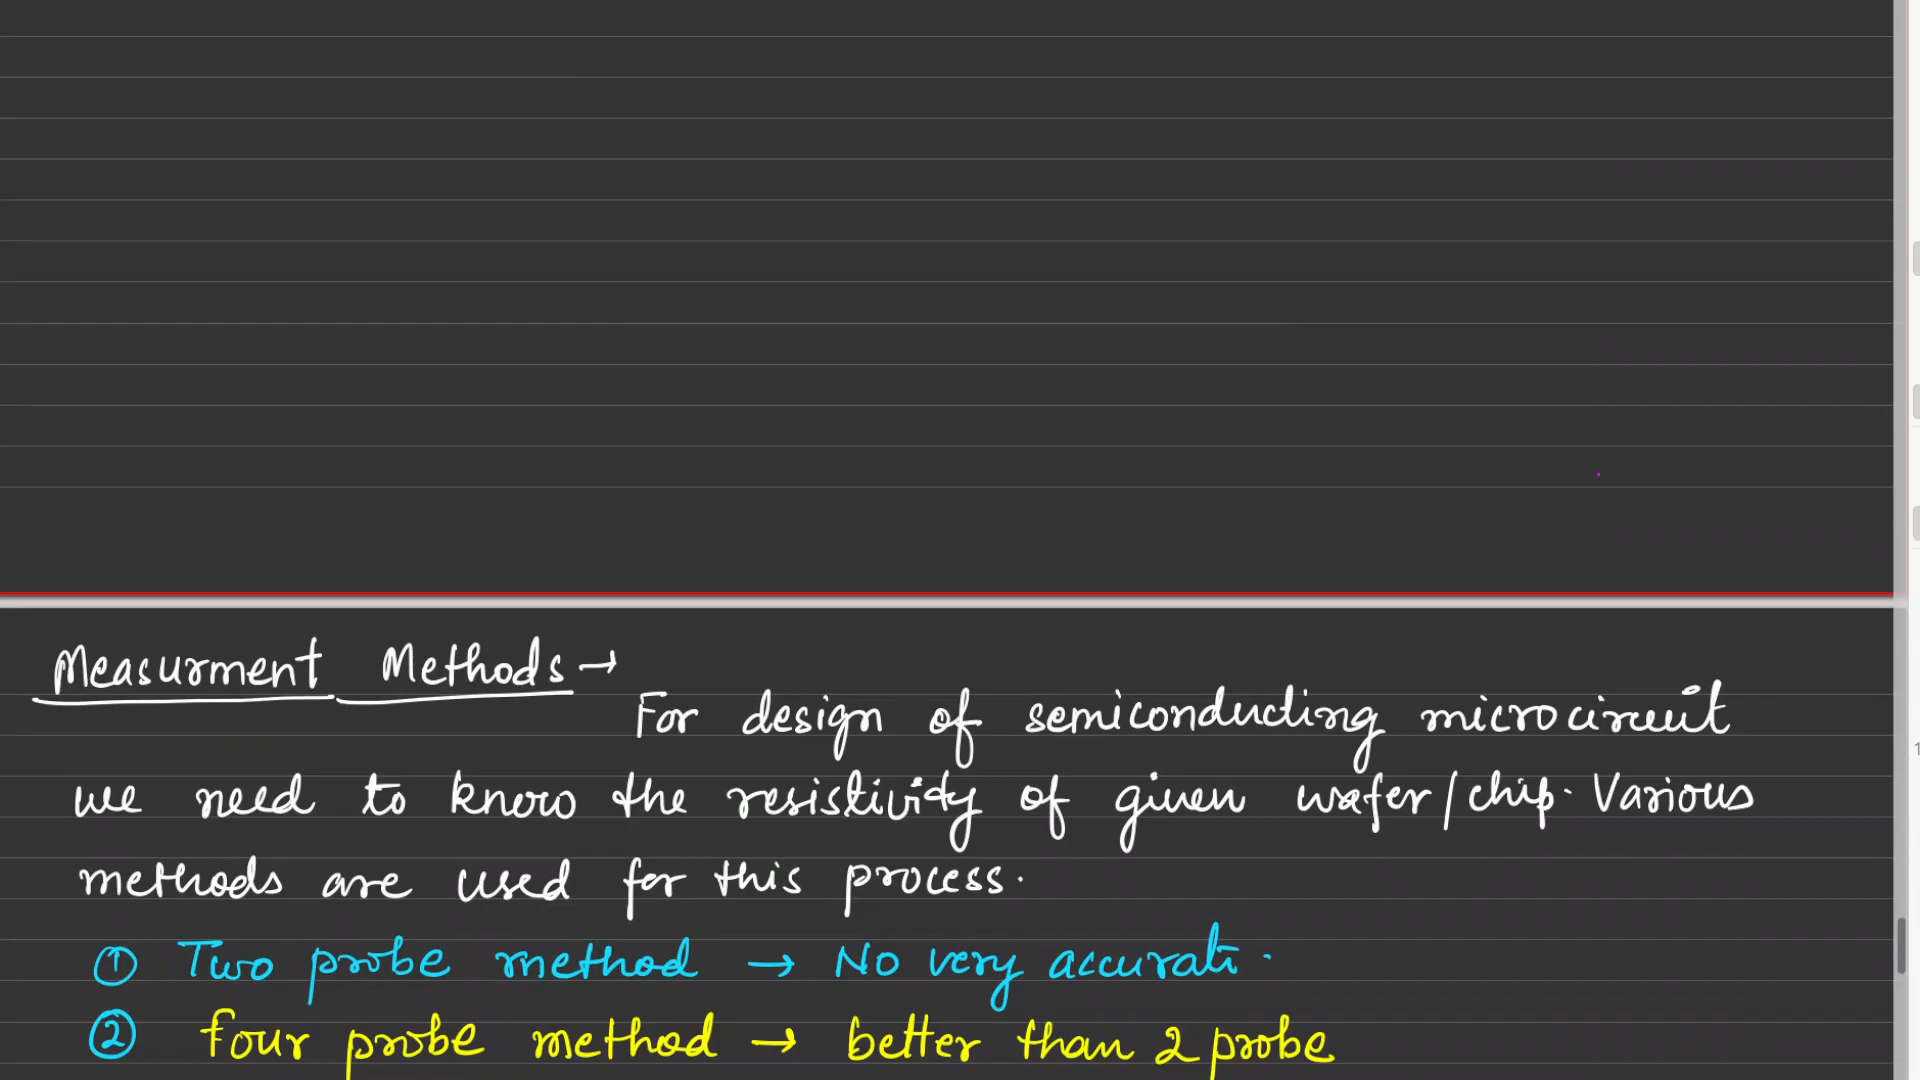 Measurment Methods →
For design of semiconducting microcircuit
we need to know the resistivity of given wafer/chip. Various
methods are used for this process.
① Two probe method → No very accurate.
② four probe method → better than 2 probe